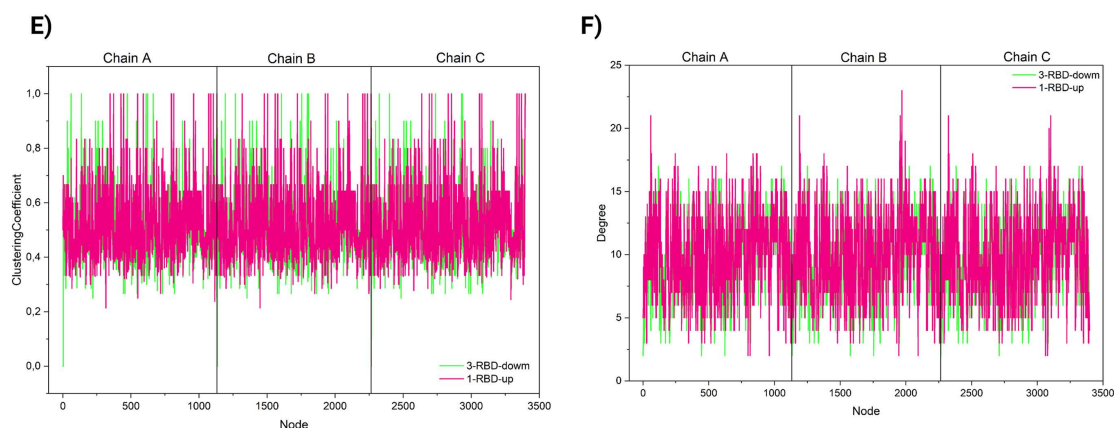 E)
Chain A Chain B Chain C
1,0
0,8
0,6
0,4
0,2
0,0
ClusteringCoefficient
3-RBD-down
1-RBD-up
0 500 1000 1500 2000 2500 3000 3500
Node
F)
Chain A Chain B Chain C
25
20
15
10
5
0
Degree
3-RBD-down
1-RBD-up
0 500 1000 1500 2000 2500 3000 3500
Node